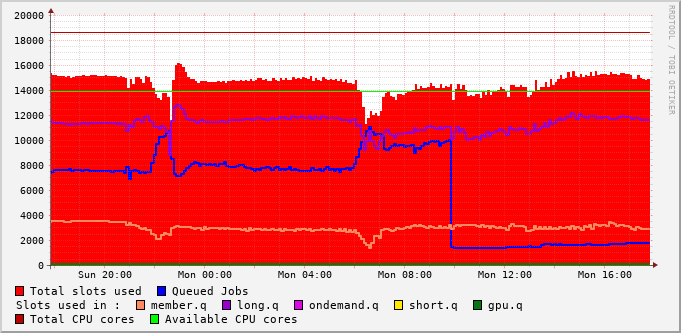 20000
18000
16000
14000
12000
10000
8000
6000
4000
2000
0
Sun 20:00 Mon 00:00 Mon 04:00 Mon 08:00 Mon 12:00 Mon 16:00
Total slots used Queued Jobs
Slots used in : member.q long.q ondemand.q short.q gpu.q
Total CPU cores Available CPU cores
RRDTOOL / TOBI OETIKER